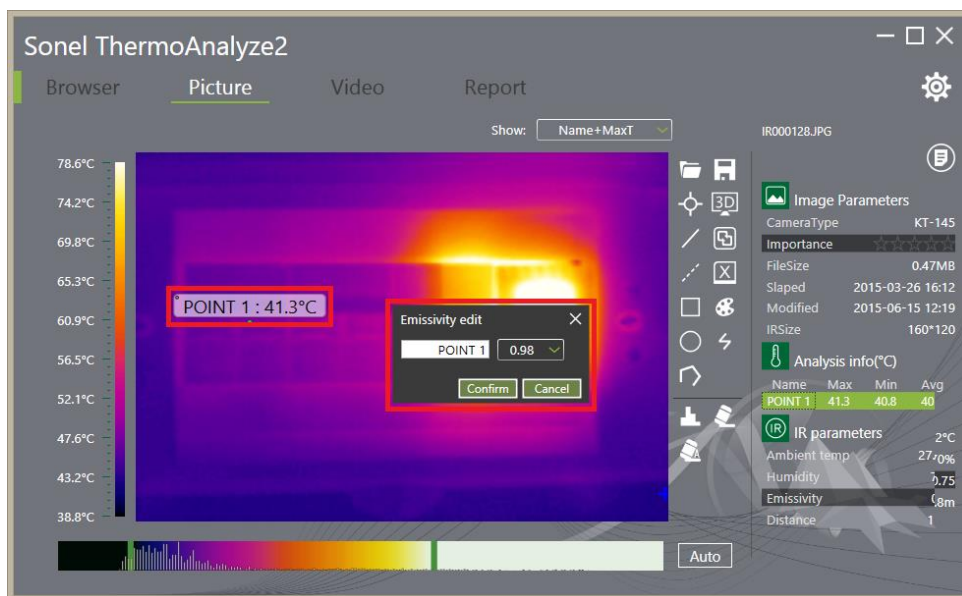 Sonel ThermoAnalyze2
Browser Picture Video Report
Show: Name+MaxT
IR000128.JPG
78.6°C
74.2°C
69.8°C
65.3°C
60.9°C
56.5°C
52.1°C
47.6°C
43.2°C
38.8°C
POINT 1 : 41.3°C
Emissivity edit
POINT 1 0.98
Confirm Cancel
3D
X
Image Parameters
CameraType KT-145
Importance
FileSize 0.47MB
Slaped 2015-03-26 16:12
Modified 2015-06-15 12:19
IRSize 160*120
Analysis info(°C)
Name Max Min Avg
POINT 1 41.3 40.8 40
IR IR parameters
Ambient temp
Humidity
Emissivity
Distance
Auto